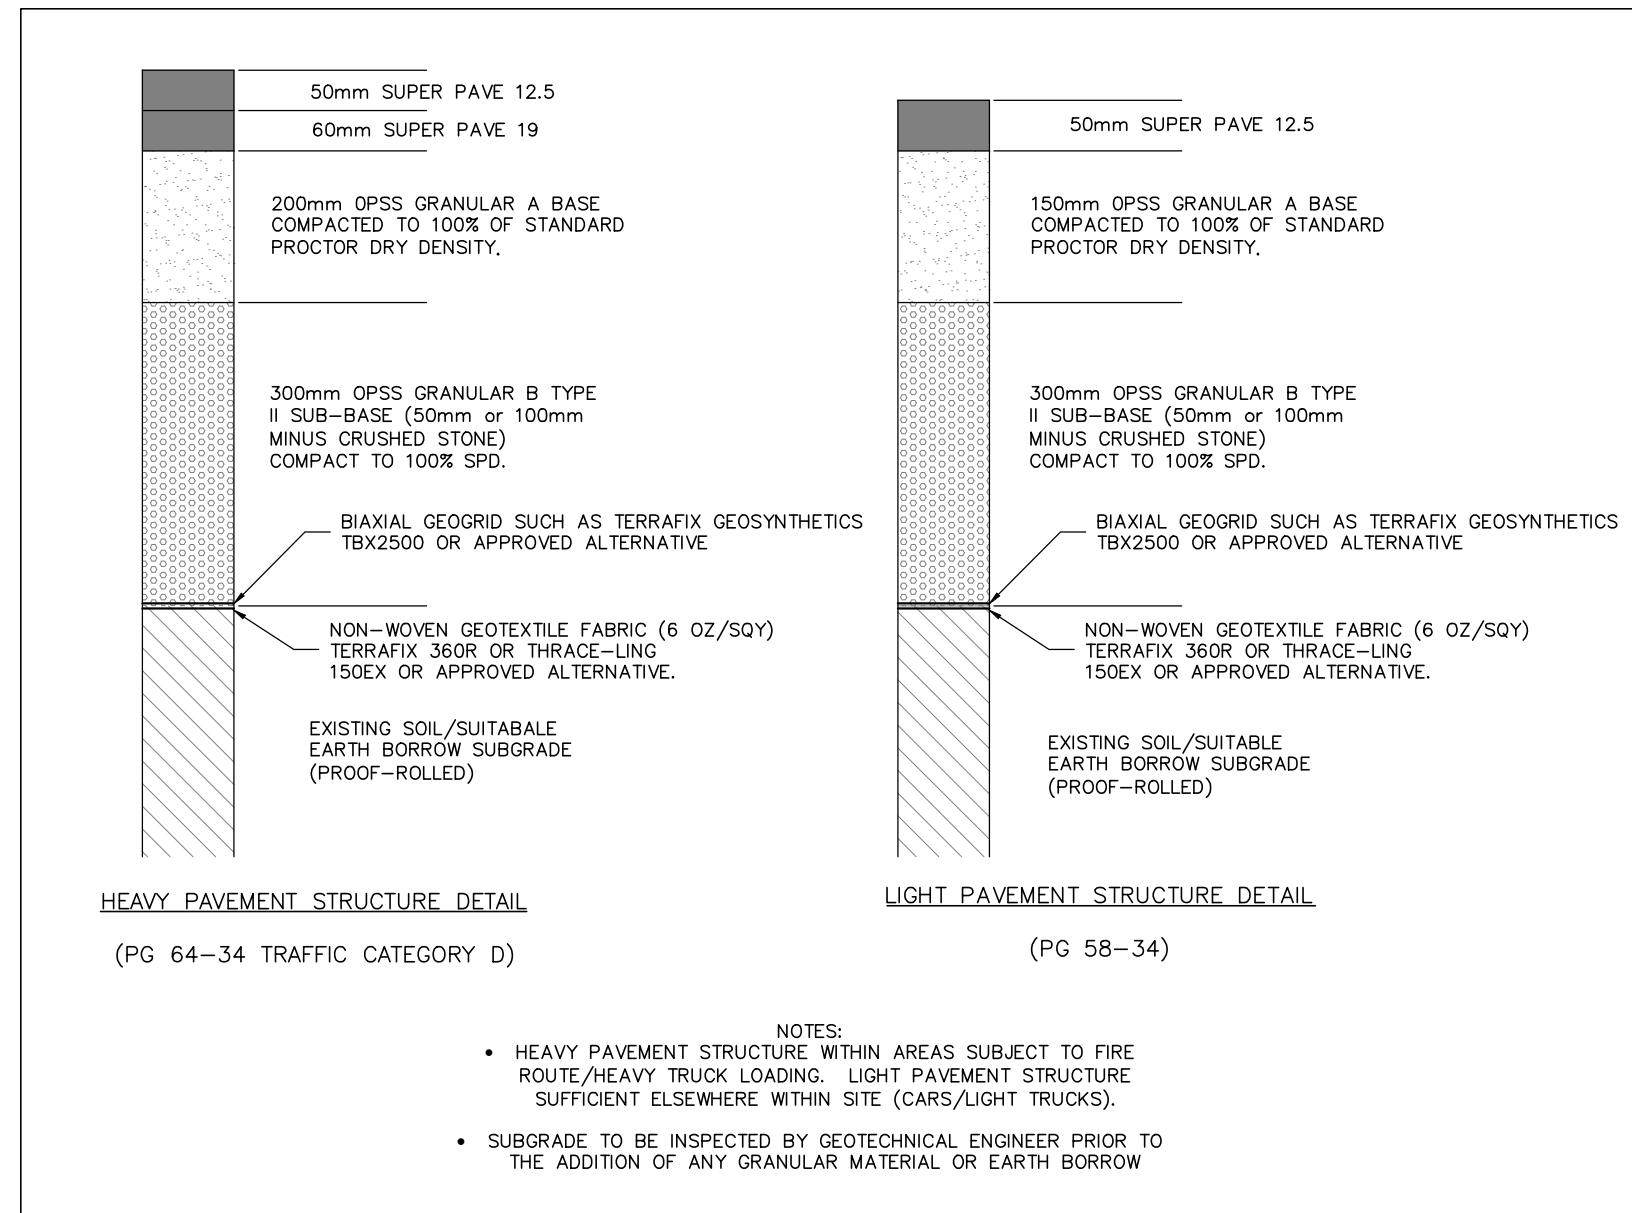 50mm SUPER PAVE 12.5
60mm SUPER PAVE 19
200mm OPSS GRANULAR A BASE
COMPACTED TO 100% OF STANDARD
PROCTOR DRY DENSITY.
300mm OPSS GRANULAR B TYPE
II SUB-BASE (50mm or 100mm
MINUS CRUSHED STONE)
COMPACT TO 100% SPD.
BIAXIAL GEOGRID SUCH AS TERRAFIX GEOSYNTHETICS
TBX2500 OR APPROVED ALTERNATIVE
NON-WOVEN GEOTEXTILE FABRIC (6 OZ/SQY)
TERRAFIX 360R OR THRACE-LING
150EX OR APPROVED ALTERNATIVE.
EXISTING SOIL/SUITABALE
EARTH BORROW SUBGRADE
(PROOF-ROLLED)
HEAVY PAVEMENT STRUCTURE DETAIL
(PG 64-34 TRAFFIC CATEGORY D)
50mm SUPER PAVE 12.5
150mm OPSS GRANULAR A BASE
COMPACTED TO 100% OF STANDARD
PROCTOR DRY DENSITY.
300mm OPSS GRANULAR B TYPE
II SUB-BASE (50mm or 100mm
MINUS CRUSHED STONE)
COMPACT TO 100% SPD.
BIAXIAL GEOGRID SUCH AS TERRAFIX GEOSYNTHETICS
TBX2500 OR APPROVED ALTERNATIVE
NON-WOVEN GEOTEXTILE FABRIC (6 OZ/SQY)
TERRAFIX 360R OR THRACE-LING
150EX OR APPROVED ALTERNATIVE.
EXISTING SOIL/SUITABLE
EARTH BORROW SUBGRADE
(PROOF-ROLLED)
LIGHT PAVEMENT STRUCTURE DETAIL
(PG 58-34)
NOTES:
• HEAVY PAVEMENT STRUCTURE WITHIN AREAS SUBJECT TO FIRE
ROUTE/HEAVY TRUCK LOADING. LIGHT PAVEMENT STRUCTURE
SUFFICIENT ELSEWHERE WITHIN SITE (CARS/LIGHT TRUCKS).
• SUBGRADE TO BE INSPECTED BY GEOTECHNICAL ENGINEER PRIOR TO
THE ADDITION OF ANY GRANULAR MATERIAL OR EARTH BORROW